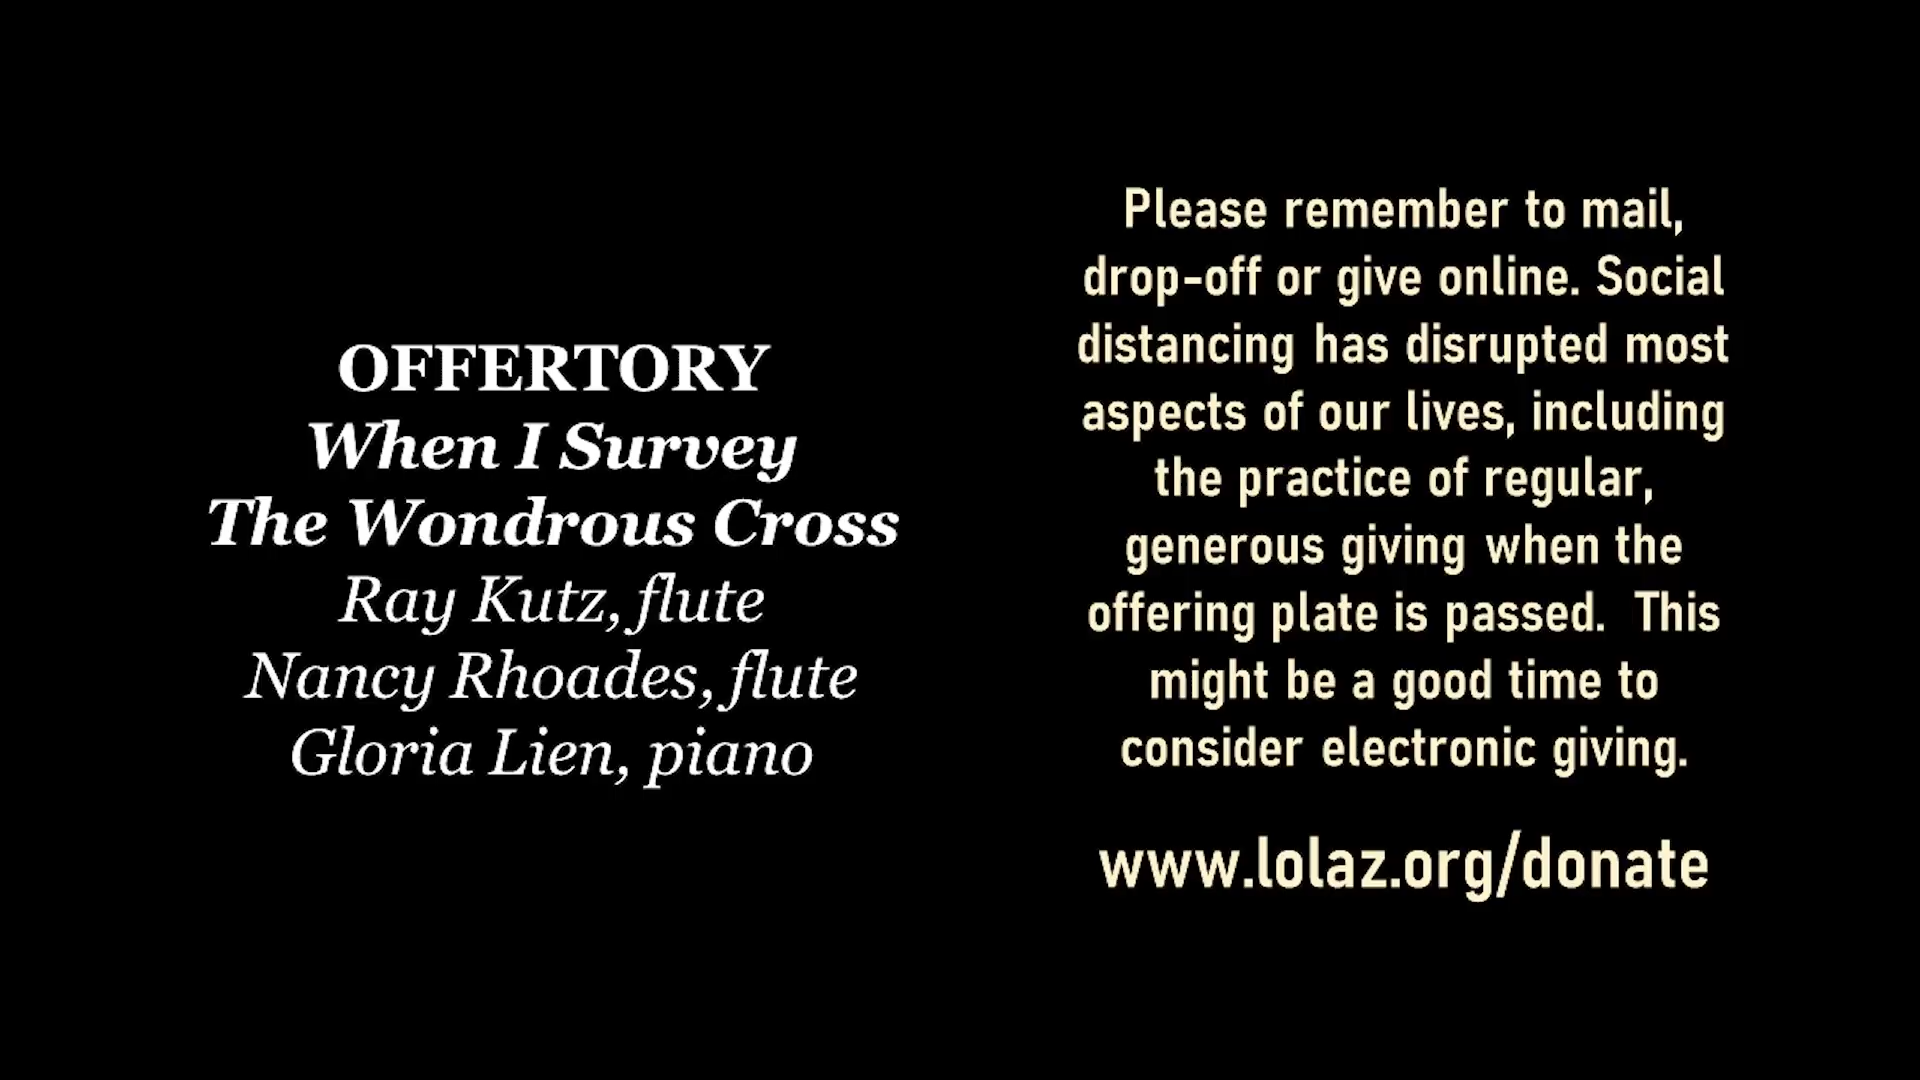 OFFERTORY
When I Survey
The Wondrous Cross
Ray Kutz, flute
Nancy Rhoades, flute
Gloria Lien, piano
Please remember to mail,
drop-off or give online. Social
distancing has disrupted most
aspects of our lives, including
the practice of regular,
generous giving when the
offering plate is passed.  This
might be a good time to
consider electronic giving.
www.lolaz.org/donate